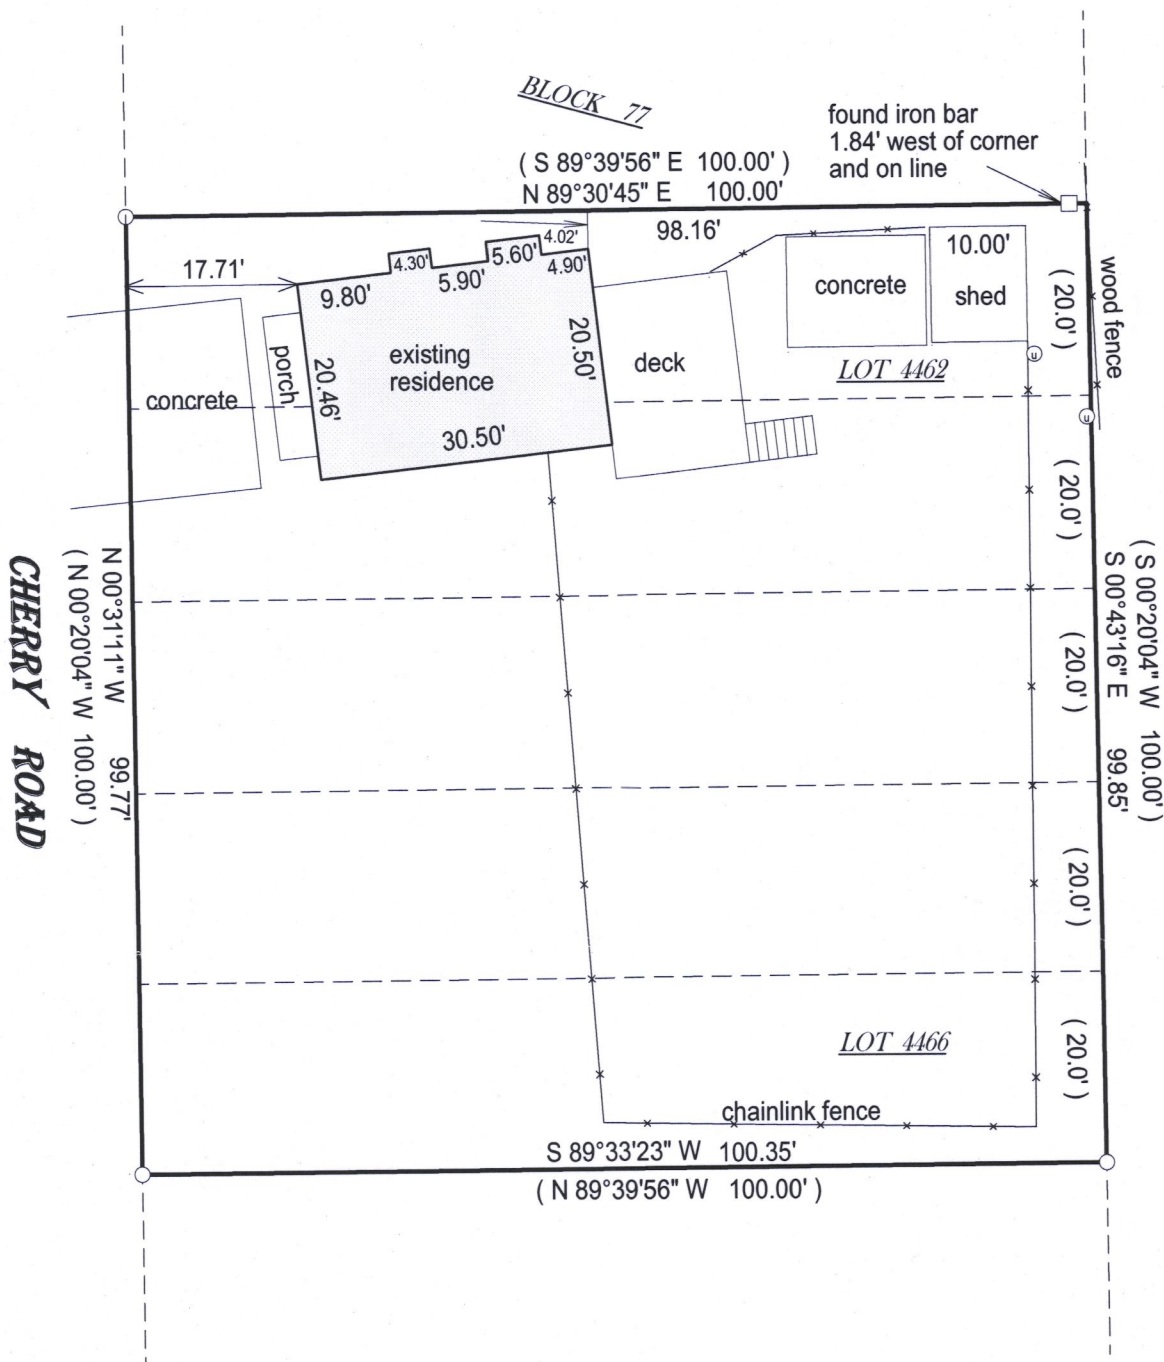 BLOCK 77
found iron bar
1.84' west of corner
and on line
( S 89°39'56" E 100.00' )
N 89°30'45" E 100.00'
98.16'
4.02'
17.71'
9.80'
4.30'
5.90'
5.60'
4.90'
10.00'
concrete
shed
( 20.0' )
wood fence
concrete
porch
20.46'
existing
residence
20.50'
30.50'
deck
LOT 4462
u
u
( 20.0' )
( 20.0' )
( 20.0' )
( 20.0' )
CHERRY ROAD
N 00°31'11" W 99.77'
( N 00°20'04" W 100.00' )
( S 00°20'04" W 100.00' )
S 00°43'16" E 99.85'
LOT 4466
chainlink fence
S 89°33'23" W 100.35'
( N 89°39'56" W 100.00' )